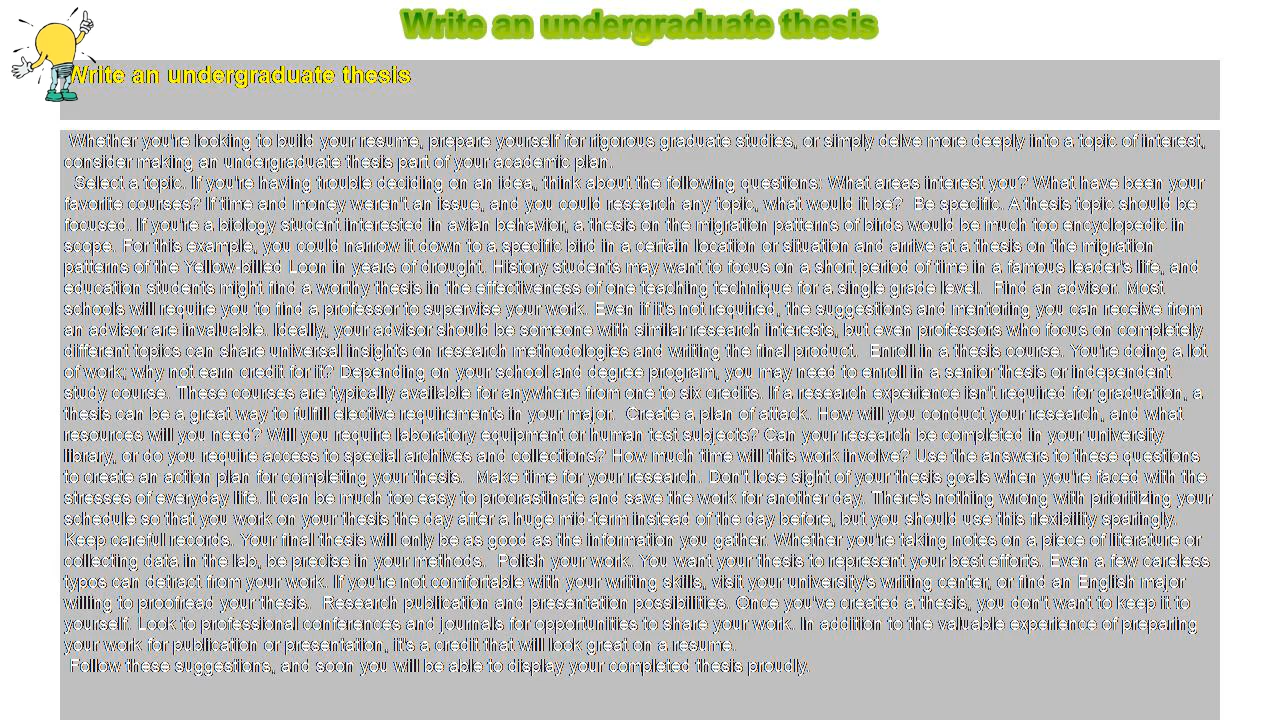 Write an undergraduate thesis
Write an undergraduate thesis
Whether you're looking to build your resume, prepare yourself for rigorous graduate studies, or simply delve more deeply into a topic of interest,
consider making an undergraduate thesis part of your academic plan.
Select a topic. If you're having trouble deciding on an idea, think about the following questions: What areas interest you? What have been your
favorite courses? If time and money weren't an issue, and you could research any topic, what would it be? Be specific. A thesis topic should be
focused. If you're a biology student interested in avian behavior, a thesis on the migration patterns of birds would be much too encyclopedic in
scope. For this example, you could narrow it down to a specific bird in a certain location or situation and arrive at a thesis on the migration
patterns of the Yellow-billed Loon in years of drought. History students may want to focus on a short period of time in a famous leader's life, and
education students might find a worthy thesis in the effectiveness of one teaching technique for a single grade level. Find an advisor. Most
schools will require you to find a professor to supervise your work. Even if it's not required, the suggestions and mentoring you can receive from
an advisor are invaluable. Ideally, your advisor should be someone with similar research interests, but even professors who focus on completely
different topics can share universal insights on research methodologies and writing the final product. Enroll in a thesis course. You're doing a lot
of work; why not earn credit for it? Depending on your school and degree program, you may need to enroll in a senior thesis or independent
study course. These courses are typically available for anywhere from one to six credits. If a research experience isn't required for graduation, a
thesis can be a great way to fulfill elective requirements in your major. Create a plan of attack. How will you conduct your research, and what
resources will you need? Will you require laboratory equipment or human test subjects? Can your research be completed in your university
library, or do you require access to special archives and collections? How much time will this work involve? Use the answers to these questions
to create an action plan for completing your thesis. Make time for your research. Don't lose sight of your thesis goals when you're faced with the
stresses of everyday life. It can be much too easy to procrastinate and save the work for another day. There's nothing wrong with prioritizing your
schedule so that you work on your thesis the day after a huge mid-term instead of the day before, but you should use this flexibility sparingly.
Keep careful records. Your final thesis will only be as good as the information you gather. Whether you're taking notes on a piece of literature or
collecting data in the lab, be precise in your methods. Polish your work. You want your thesis to represent your best efforts. Even a few careless
typos can detract from your work. If you're not comfortable with your writing skills, visit your university's writing center, or find an English major
willing to proofread your thesis. Research publication and presentation possibilities. Once you've created a thesis, you don't want to keep it to
yourself. Look to professional conferences and journals for opportunities to share your work. In addition to the valuable experience of preparing
your work for publication or presentation, it's a credit that will look great on a resume.
Follow these suggestions, and soon you will be able to display your completed thesis proudly.